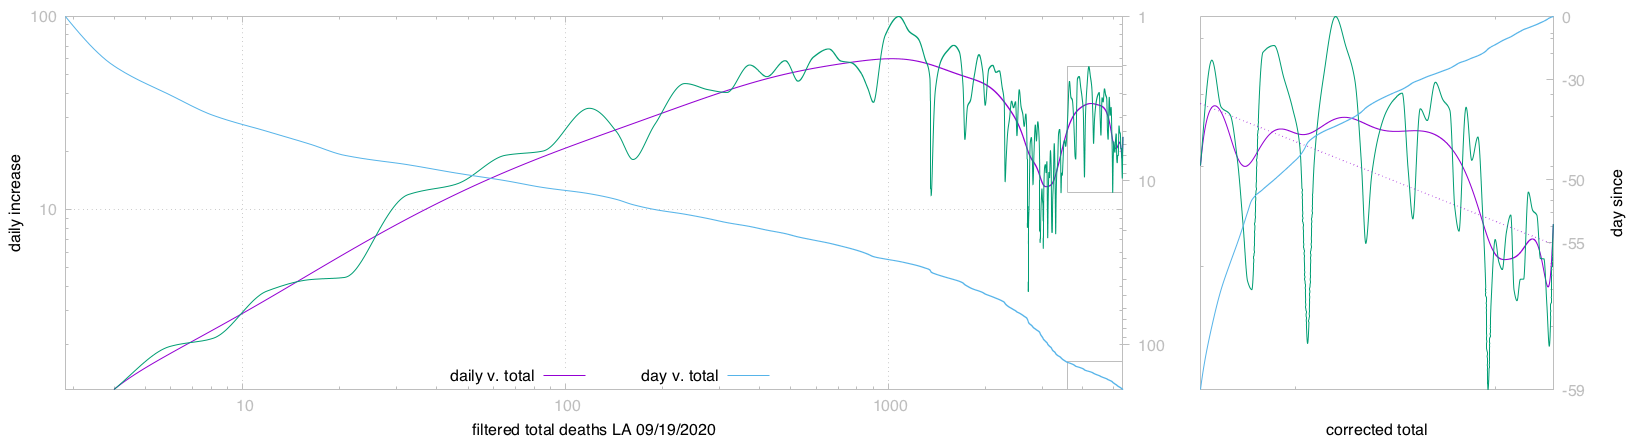 100
10
daily increase
10
100
1000
filtered total deaths LA 09/19/2020
daily v. total
day v. total
1
10
100
0
-30
-50
-55
-59
day since
corrected total